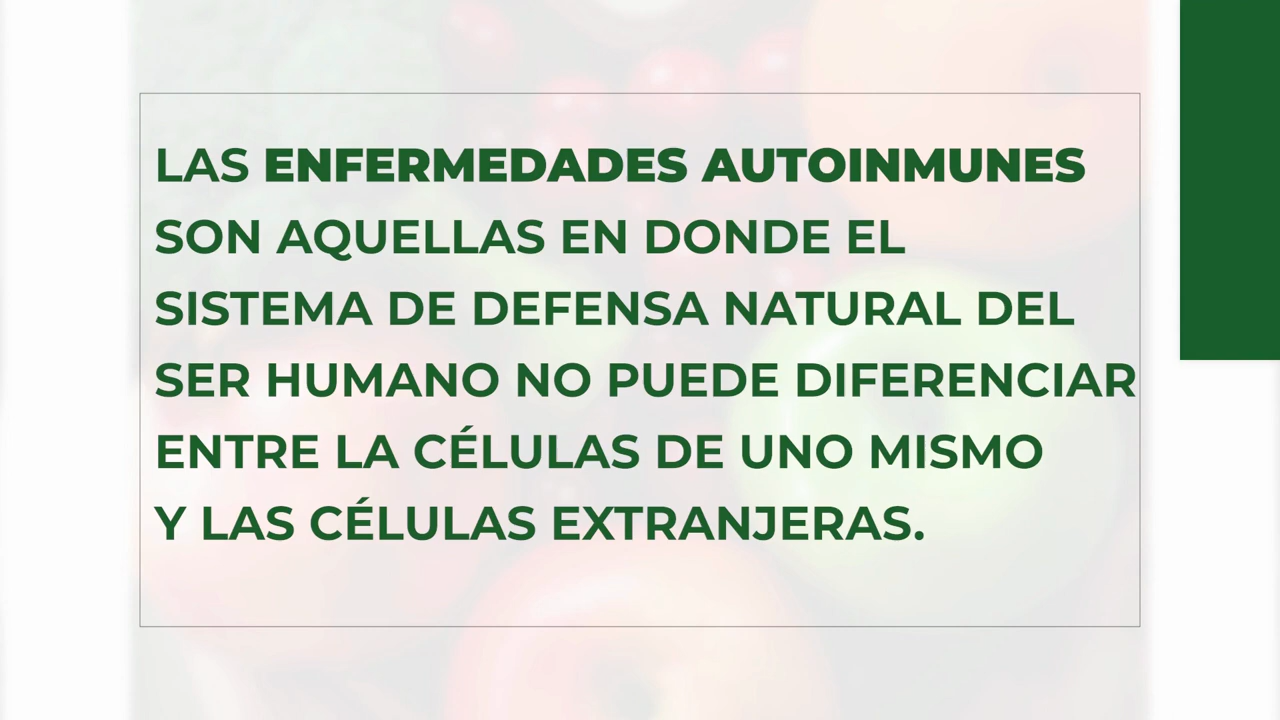 LAS ENFERMEDADES AUTOINMUNES
SON AQUELLAS EN DONDE EL
SISTEMA DE DEFENSA NATURAL DEL
SER HUMANO NO PUEDE DIFERENCIAR
ENTRE LA CÉLULAS DE UNO MISMO
Y LAS CÉLULAS EXTRANJERAS.